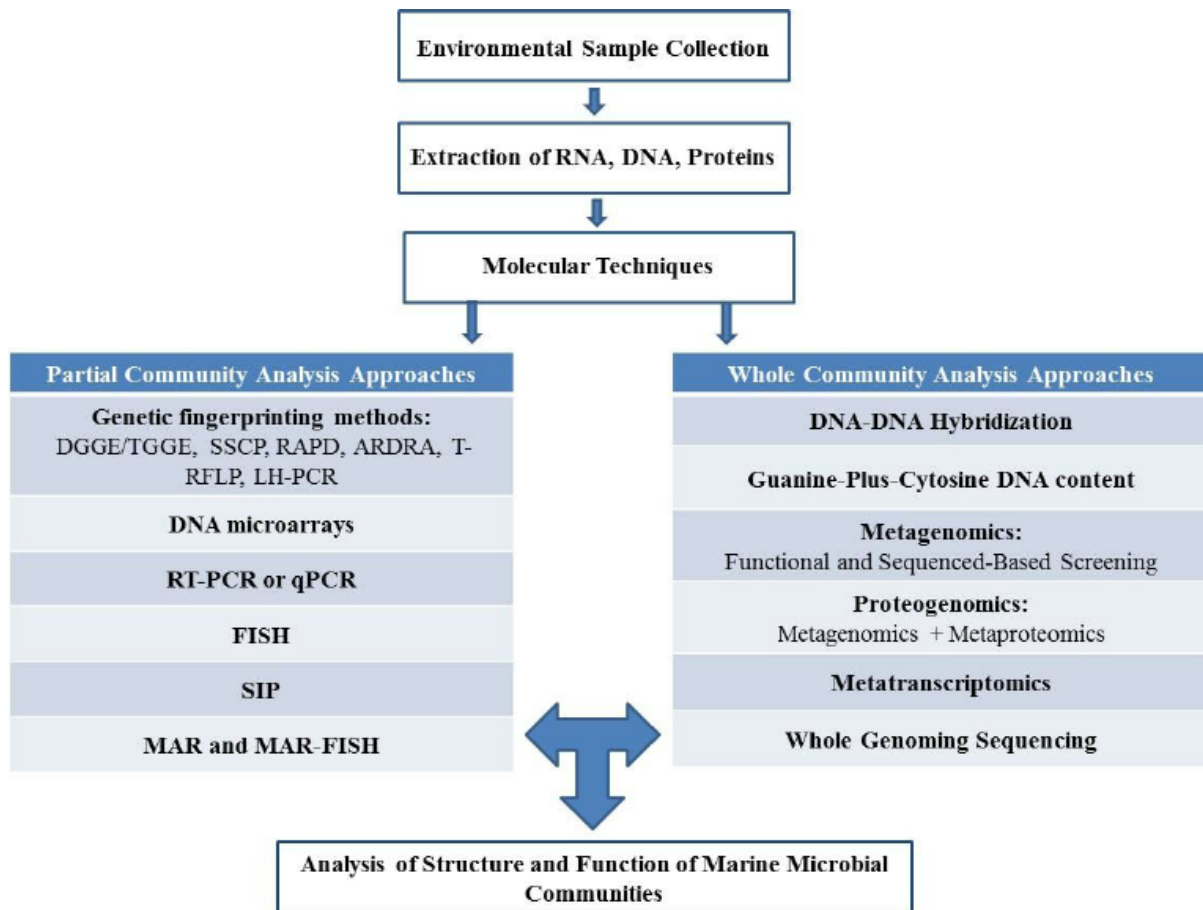 Environmental Sample Collection
Extraction of RNA, DNA, Proteins
Molecular Techniques
Partial Community Analysis Approaches
Genetic fingerprinting methods:
DGGE/TGGE, SSCP, RAPD, ARDRA, T-
RFLP, LH-PCR
DNA microarrays
RT-PCR or qPCR
FISH
SIP
MAR and MAR-FISH
Whole Community Analysis Approaches
DNA-DNA Hybridization
Guanine-Plus-Cytosine DNA content
Metagenomics:
Functional and Sequenced-Based Screening
Proteogenomics:
Metagenomics + Metaproteomics
Metatranscriptomics
Whole Genoming Sequencing
Analysis of Structure and Function of Marine Microbial
Communities